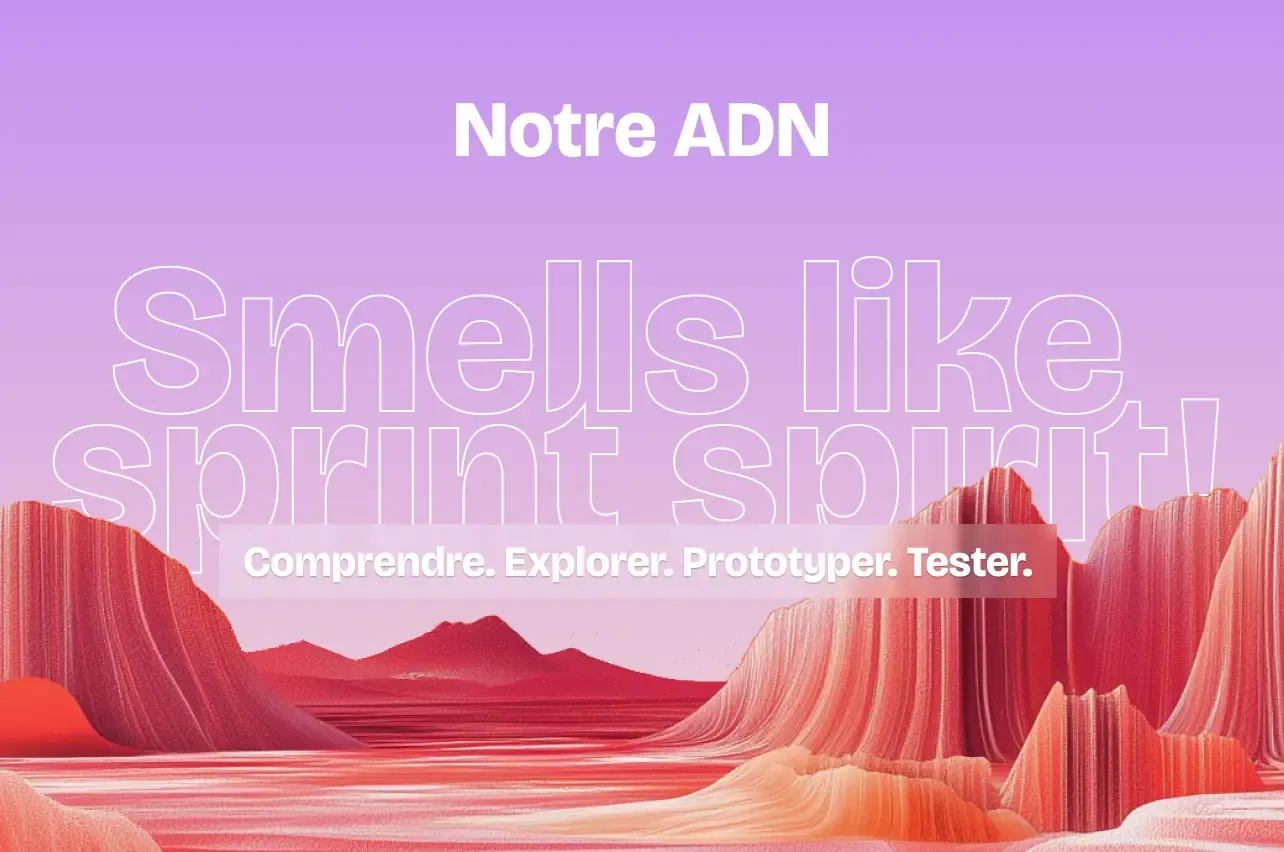 Notre ADN
Smells like
sprint spirit!
Comprendre. Explorer. Prototyper. Tester.